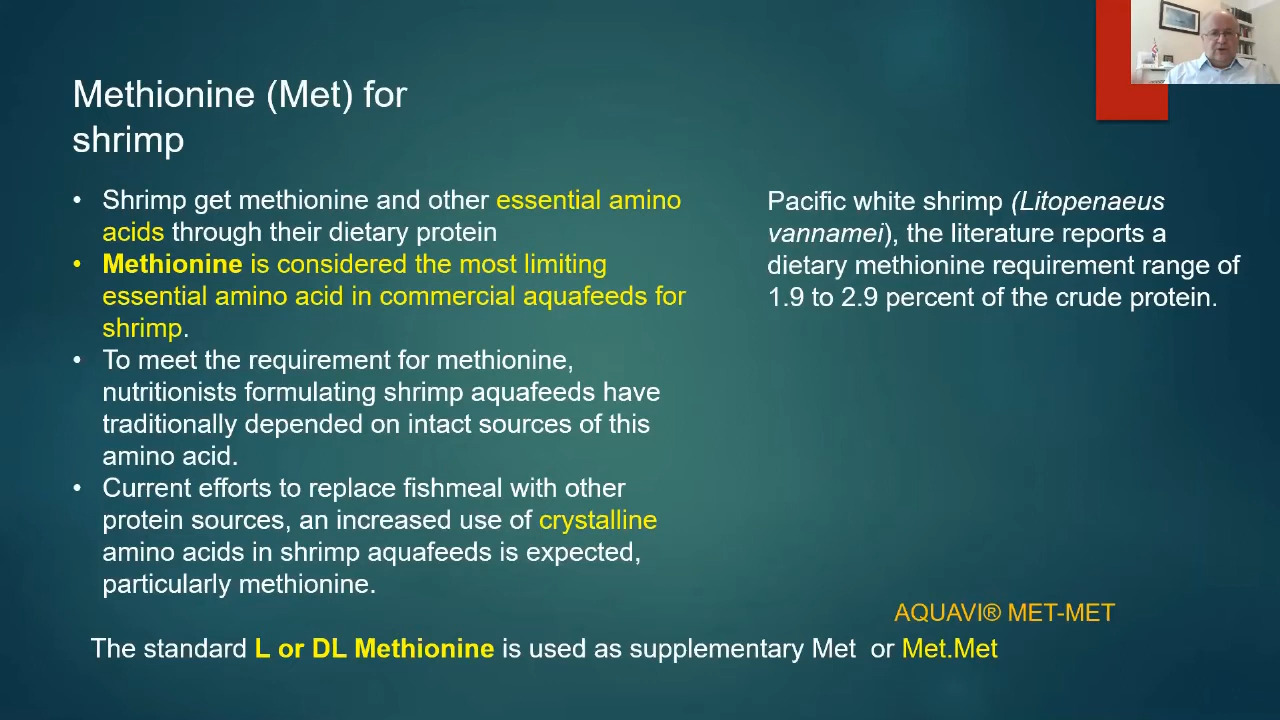 Methionine (Met) for
shrimp
• Shrimp get methionine and other essential amino
acids through their dietary protein
• Methionine is considered the most limiting
essential amino acid in commercial aquafeeds for
shrimp.
• To meet the requirement for methionine,
nutritionists formulating shrimp aquafeeds have
traditionally depended on intact sources of this
amino acid.
• Current efforts to replace fishmeal with other
protein sources, an increased use of crystalline
amino acids in shrimp aquafeeds is expected,
particularly methionine.
Pacific white shrimp (Litopenaeus
vannamei), the literature reports a
dietary methionine requirement range of
1.9 to 2.9 percent of the crude protein.
AQUAVI® MET-MET
The standard L or DL Methionine is used as supplementary Met or Met.Met